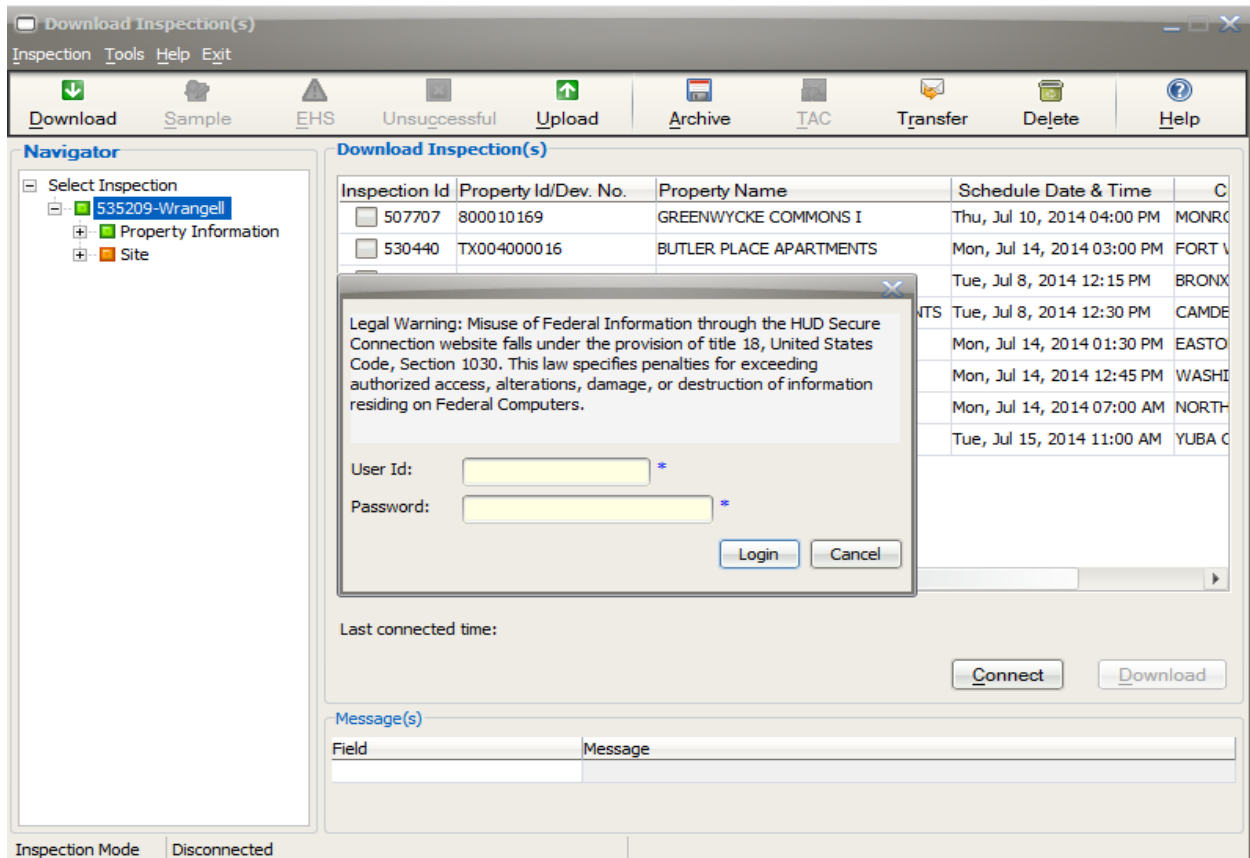 Download Inspection(s)
Inspection Tools Help Exit
Download Sample EHS Unsuccessful Upload Archive TAC Transfer Delete Help
Navigator
Select Inspection
535209-Wrangell
Property Information
Site
Download Inspection(s)
Inspection Id Property Id/Dev. No. Property Name Schedule Date & Time C
507707 800010169 GREENWYCKE COMMONS I Thu, Jul 10, 2014 04:00 PM MONRO
530440 TX004000016 BUTLER PLACE APARTMENTS Mon, Jul 14, 2014 03:00 PM FORT
Tue, Jul 8, 2014 12:15 PM BRONX
NTS Tue, Jul 8, 2014 12:30 PM CAMDE
Mon, Jul 14, 2014 01:30 PM EASTO
Mon, Jul 14, 2014 12:45 PM WASHI
Mon, Jul 14, 2014 07:00 AM NORTH
Tue, Jul 15, 2014 11:00 AM YUBA C
Legal Warning: Misuse of Federal Information through the HUD Secure
Connection website falls under the provision of title 18, United States
Code, Section 1030. This law specifies penalties for exceeding
authorized access, alterations, damage, or destruction of information
residing on Federal Computers.
User Id: *
Password: *
Login Cancel
Last connected time:
Connect Download
Message(s)
Field Message
Inspection Mode Disconnected